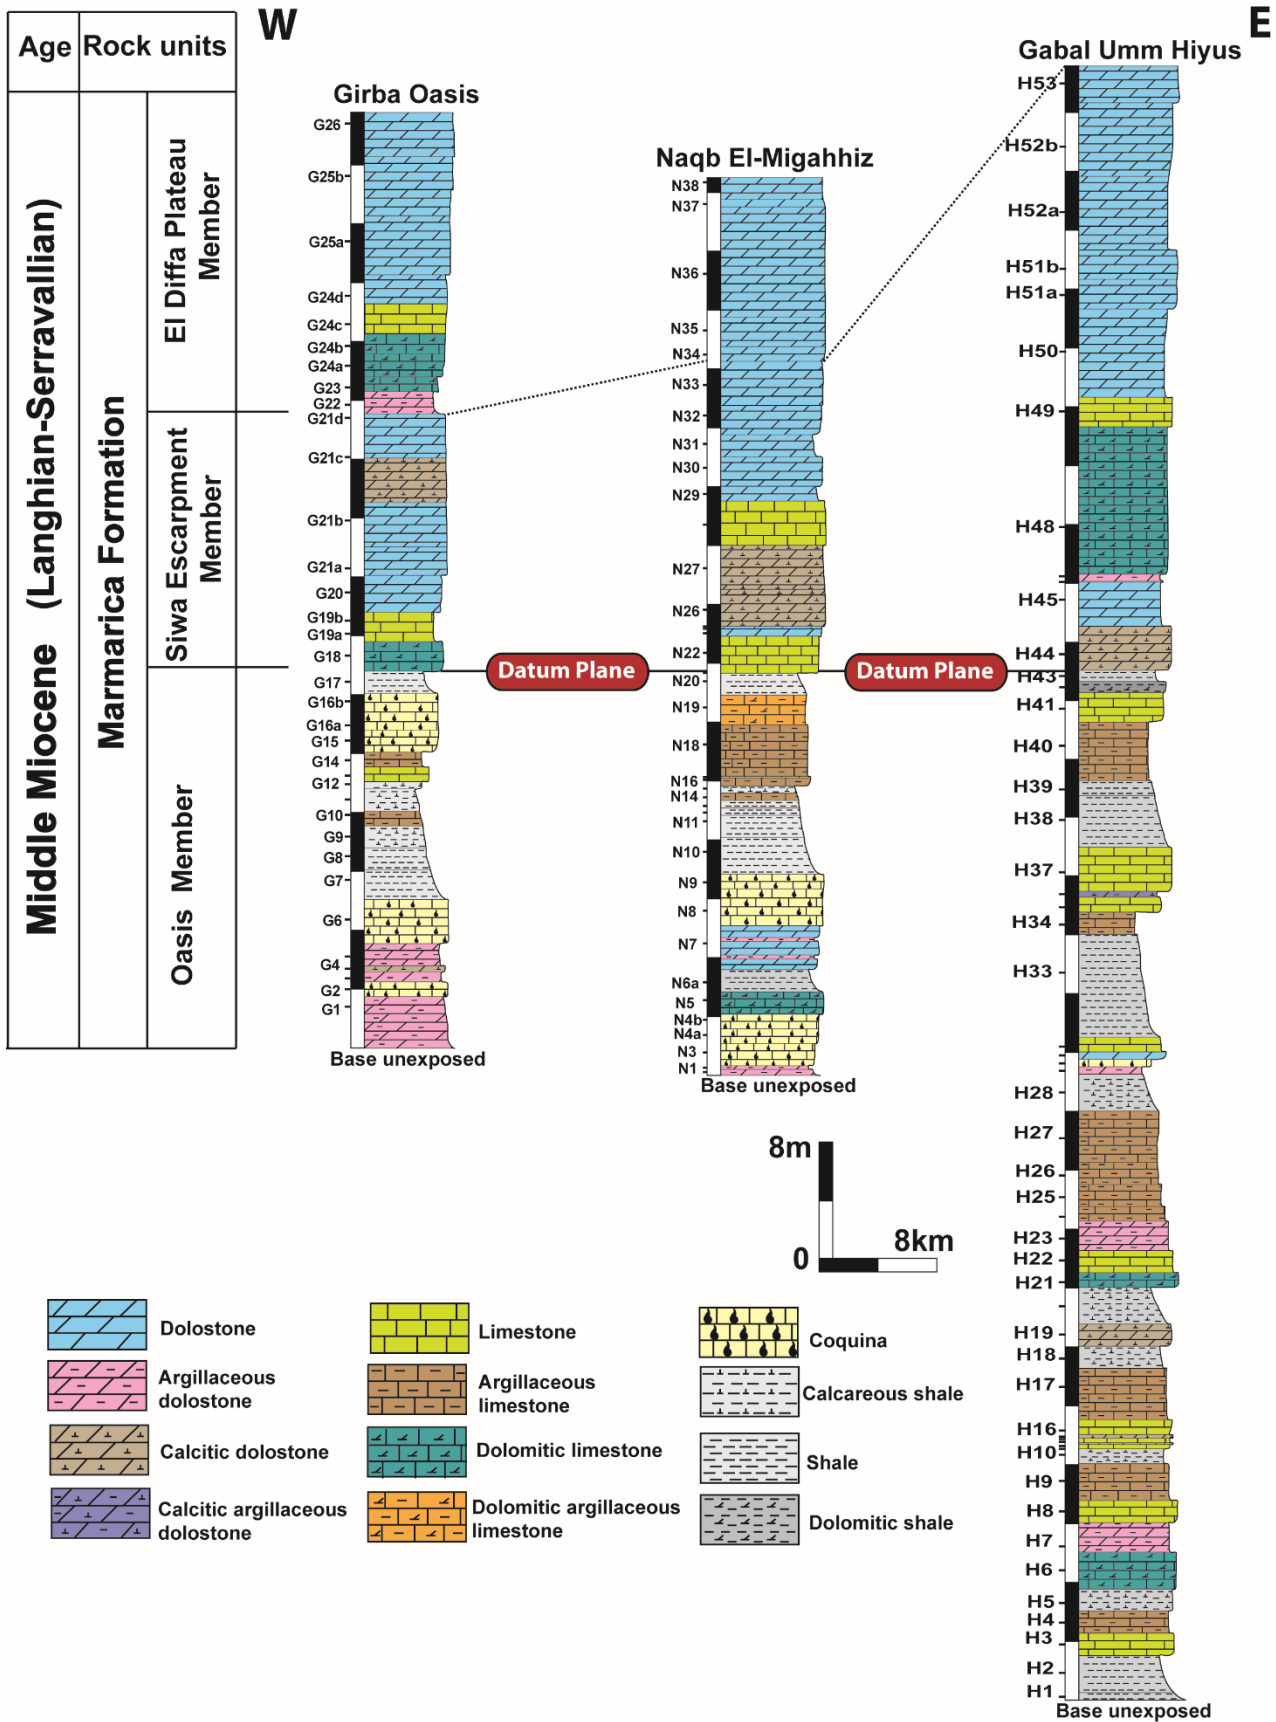 W
E
Age
Rock units
Middle Miocene (Langhian-Serravallian)
Marmarica Formation
El Diffa Plateau
Member
Siwa Escarpment
Member
Oasis Member
Girba Oasis
G26
G25b
G25a
G24d
G24c
G24b
G24a
G23
G22
G21d
G21c
G21b
G21a
G20
G19b
G19a
G18
G17
G16b
G16a
G15
G14
G12
G10
G9
G8
G7
G6
G4
G2
G1
Base unexposed
Datum Plane
Naqb El-Migahhiz
N38
N37
N36
N35
N34
N33
N32
N31
N30
N29
N27
N26
N22
N20
N19
N18
N16
N14
N11
N10
N9
N8
N7
N6a
N5
N4b
N4a
N3
N1
Base unexposed
Datum Plane
Gabal Umm Hiyus
H53
H52b
H52a
H51b
H51a
H50
H49
H48
H45
H44
H43
H41
H40
H39
H38
H37
H34
H33
H28
H27
H26
H25
H23
H22
H21
H19
H18
H17
H16
H10
H9
H8
H7
H6
H5
H4
H3
H2
H1
Base unexposed
8m
0
8km
Dolostone
Argillaceous
dolostone
Calcitic dolostone
Calcitic argillaceous
dolostone
Limestone
Argillaceous
limestone
Dolomitic limestone
Dolomitic argillaceous
limestone
Coquina
Calcareous shale
Shale
Dolomitic shale